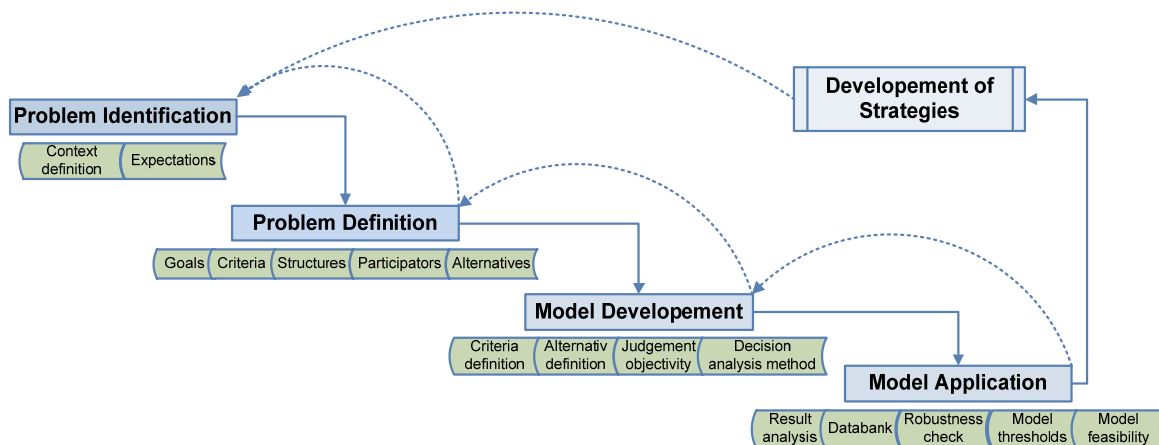 Developement of
Strategies
Problem Identification
Context
definition
Expectations
Problem Definition
Goals
Criteria
Structures
Participators
Alternatives
Model Developement
Criteria
definition
Alternativ
definition
Judgement
objectivity
Decision
analysis method
Model Application
Result
analysis
Databank
Robustness
check
Model
thresholds
Model
feasibility